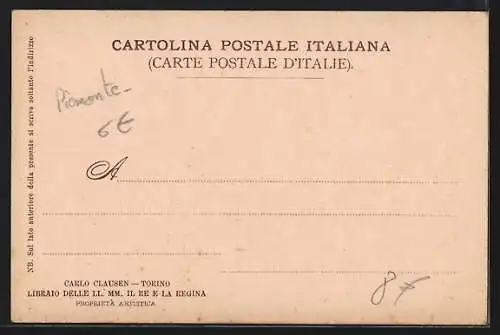 CARTOLINA POSTALE ITALIANA
(CARTE POSTALE D'ITALIE).
Piemonte
6€
A
NB. Sul lato anteriore della presente si scrive soltanto l'indirizzo
CARLO CLAUSEN — TORINO
LIBRAIO DELLE LL. MM. IL RE E LA REGINA
PROPRIETÀ ARTISTICA